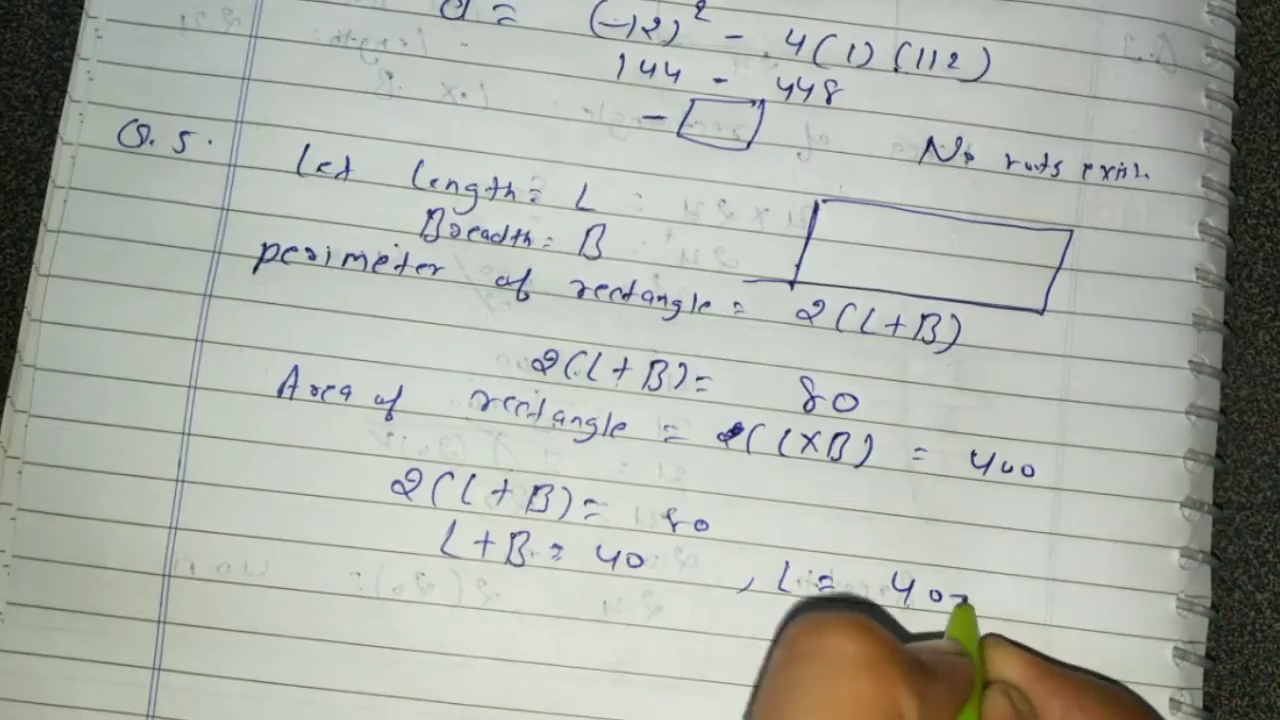 d = (-12)² - 4(1)(112)
144 - 448
-
No roots exist.
Q.5.
Let length = L
Breadth = B
perimeter of rectangle = 2(L+B)
2(L+B) = 80
Area of rectangle = (L×B) = 400
2(L+B) = 80
L+B = 40 , L = 40-